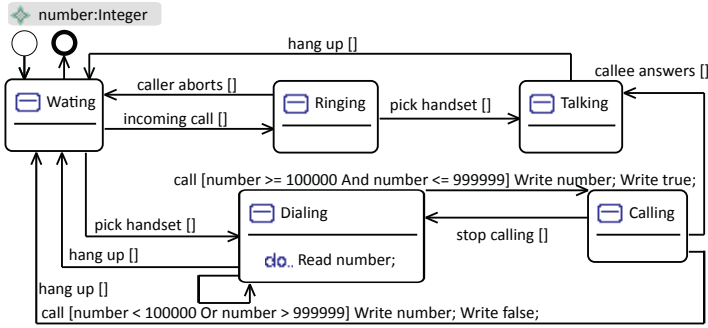 number:Integer
hang up []
callee answers []
Wating
caller aborts []
Ringing
pick handset []
Talking
incoming call []
call [number >= 100000 And number <= 999999] Write number; Write true;
Dialing
Calling
pick handset []
stop calling []
hang up []
do.. Read number;
hang up []
call [number < 100000 Or number > 999999] Write number; Write false;